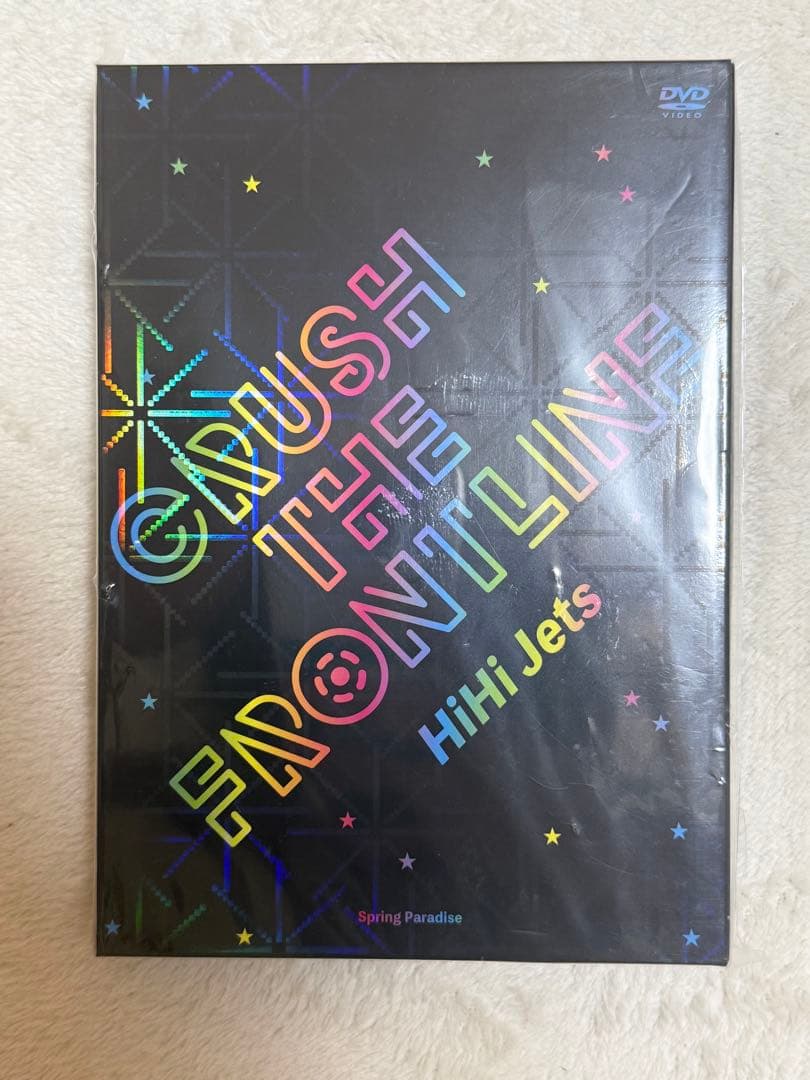 DVD
VIDEO
CRUSH
THE
FRONTLINE
HiHi Jets
Spring Paradise